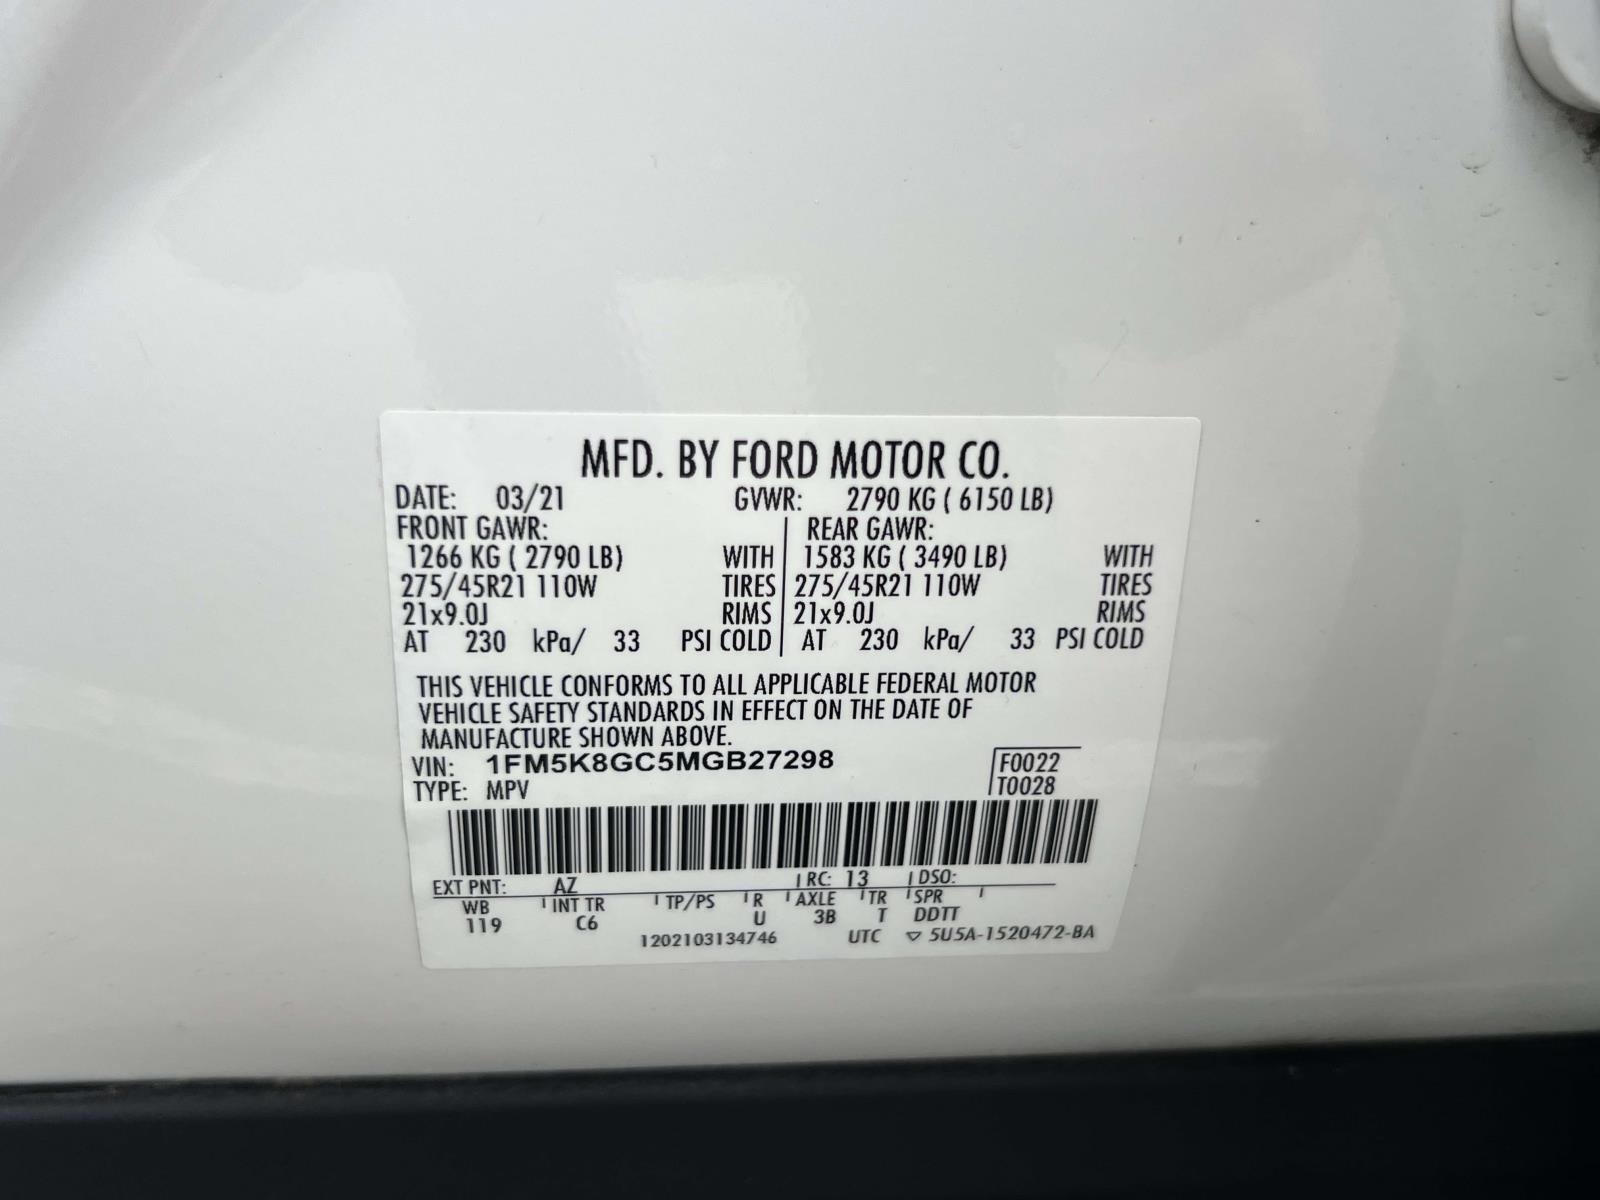 MFD. BY FORD MOTOR CO.
DATE: 03/21 GVWR: 2790 KG ( 6150 LB)
FRONT GAWR: REAR GAWR:
1266 KG ( 2790 LB) WITH 1583 KG ( 3490 LB) WITH
275/45R21 110W TIRES 275/45R21 110W TIRES
21x9.0J RIMS 21x9.0J RIMS
AT 230 kPa/ 33 PSI COLD AT 230 kPa/ 33 PSI COLD
THIS VEHICLE CONFORMS TO ALL APPLICABLE FEDERAL MOTOR
VEHICLE SAFETY STANDARDS IN EFFECT ON THE DATE OF
MANUFACTURE SHOWN ABOVE.
VIN: 1FM5K8GC5MGB27298 F0022
TYPE: MPV T0028
EXT PNT: AZ RC: 13 DSO:
WB INT TR TP/PS R AXLE TR SPR
119 C6 U 3B T DDTT
1202103134746 UTC ▽ 5U5A-1520472-BA